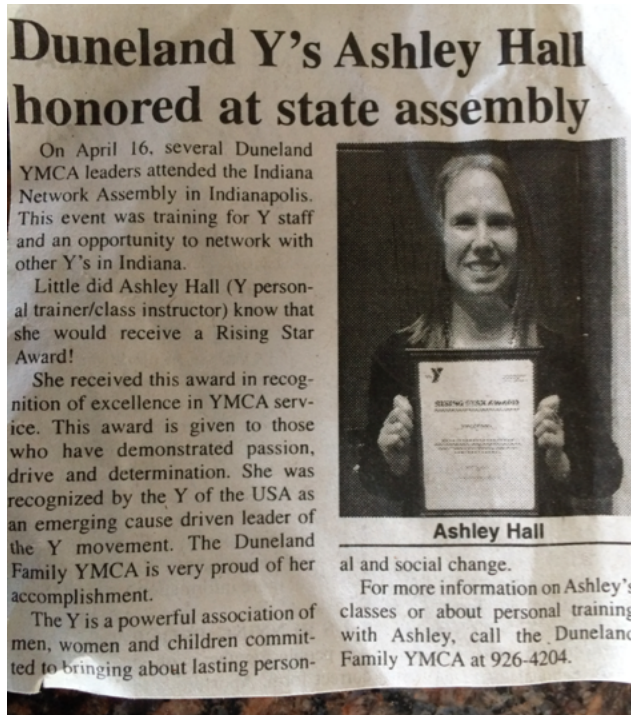 Duneland Y's Ashley Hall
honored at state assembly
On April 16, several Duneland
YMCA leaders attended the Indiana
Network Assembly in Indianapolis.
This event was training for Y staff
and an opportunity to network with
other Y's in Indiana.
Little did Ashley Hall (Y person-
al trainer/class instructor) know that
she would receive a Rising Star
Award!
She received this award in recog-
nition of excellence in YMCA serv-
ice. This award is given to those
who have demonstrated passion,
drive and determination. She was
recognized by the Y of the USA as
an emerging cause driven leader of
the Y movement. The Duneland
Family YMCA is very proud of her
accomplishment.
The Y is a powerful association of
men, women and children commit-
ted to bringing about lasting person-
Y
RISING STAR AWARD
Ashley Hall
al and social change.
For more information on Ashley's
classes or about personal training
with Ashley, call the Duneland
Family YMCA at 926-4204.